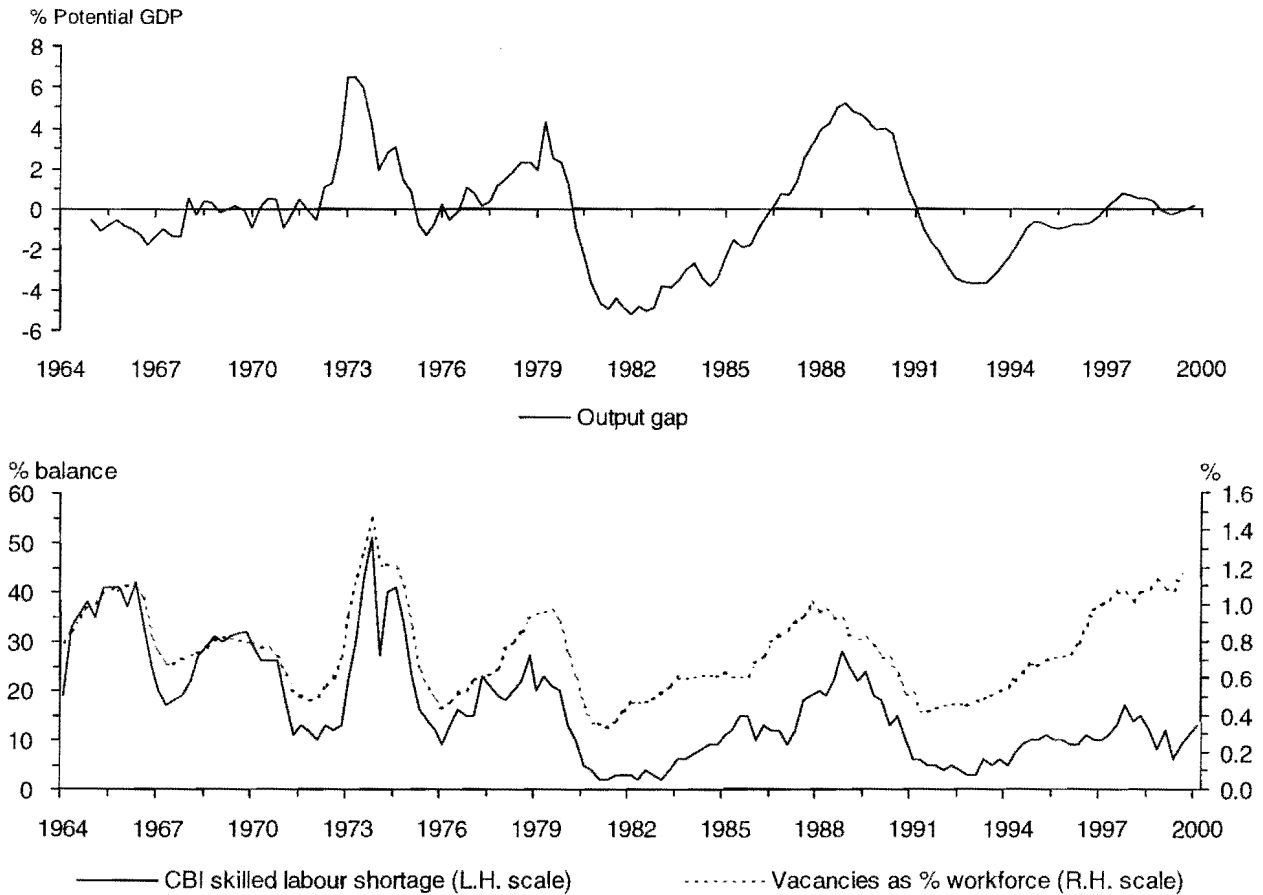 % Potential GDP
8
6
4
2
0
-2
-4
-6
1964 1967 1970 1973 1976 1979 1982 1985 1988 1991 1994 1997 2000
Output gap
% balance %
60 1.6
50 1.4
40 1.2
30 1.0
20 0.8
10 0.6
0 0.4
0.2
0.0
1964 1967 1970 1973 1976 1979 1982 1985 1988 1991 1994 1997 2000
CBI skilled labour shortage (L.H. scale) Vacancies as % workforce (R.H. scale)